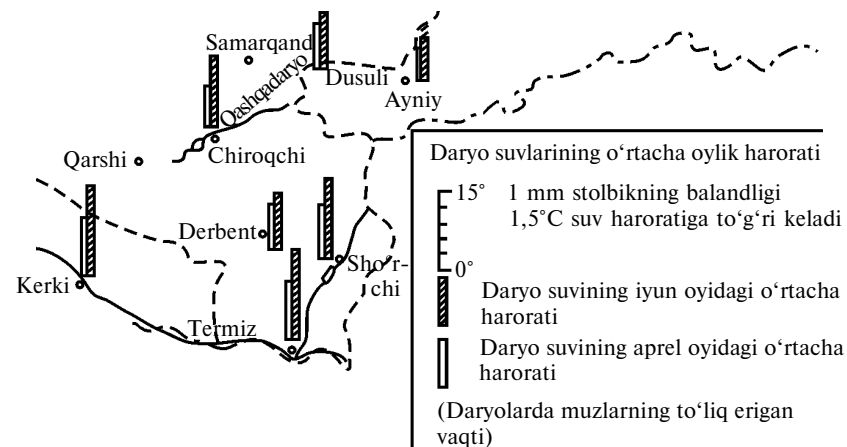 Samarqand
Dusuli
Ayniy
Qashqadaryo
Qarshi
Chiroqchi
Derbent
Sho‘r-
chi
Kerki
Termiz
Daryo suvlarining o‘rtacha oylik harorati
15°
1 mm stolbikning balandligi
1,5°C suv haroratiga to‘g‘ri keladi
0°
Daryo suvining iyun oyidagi o‘rtacha
harorati
Daryo suvining aprel oyidagi o‘rtacha
harorati
(Daryolarda muzlarning to‘liq erigan
vaqti)